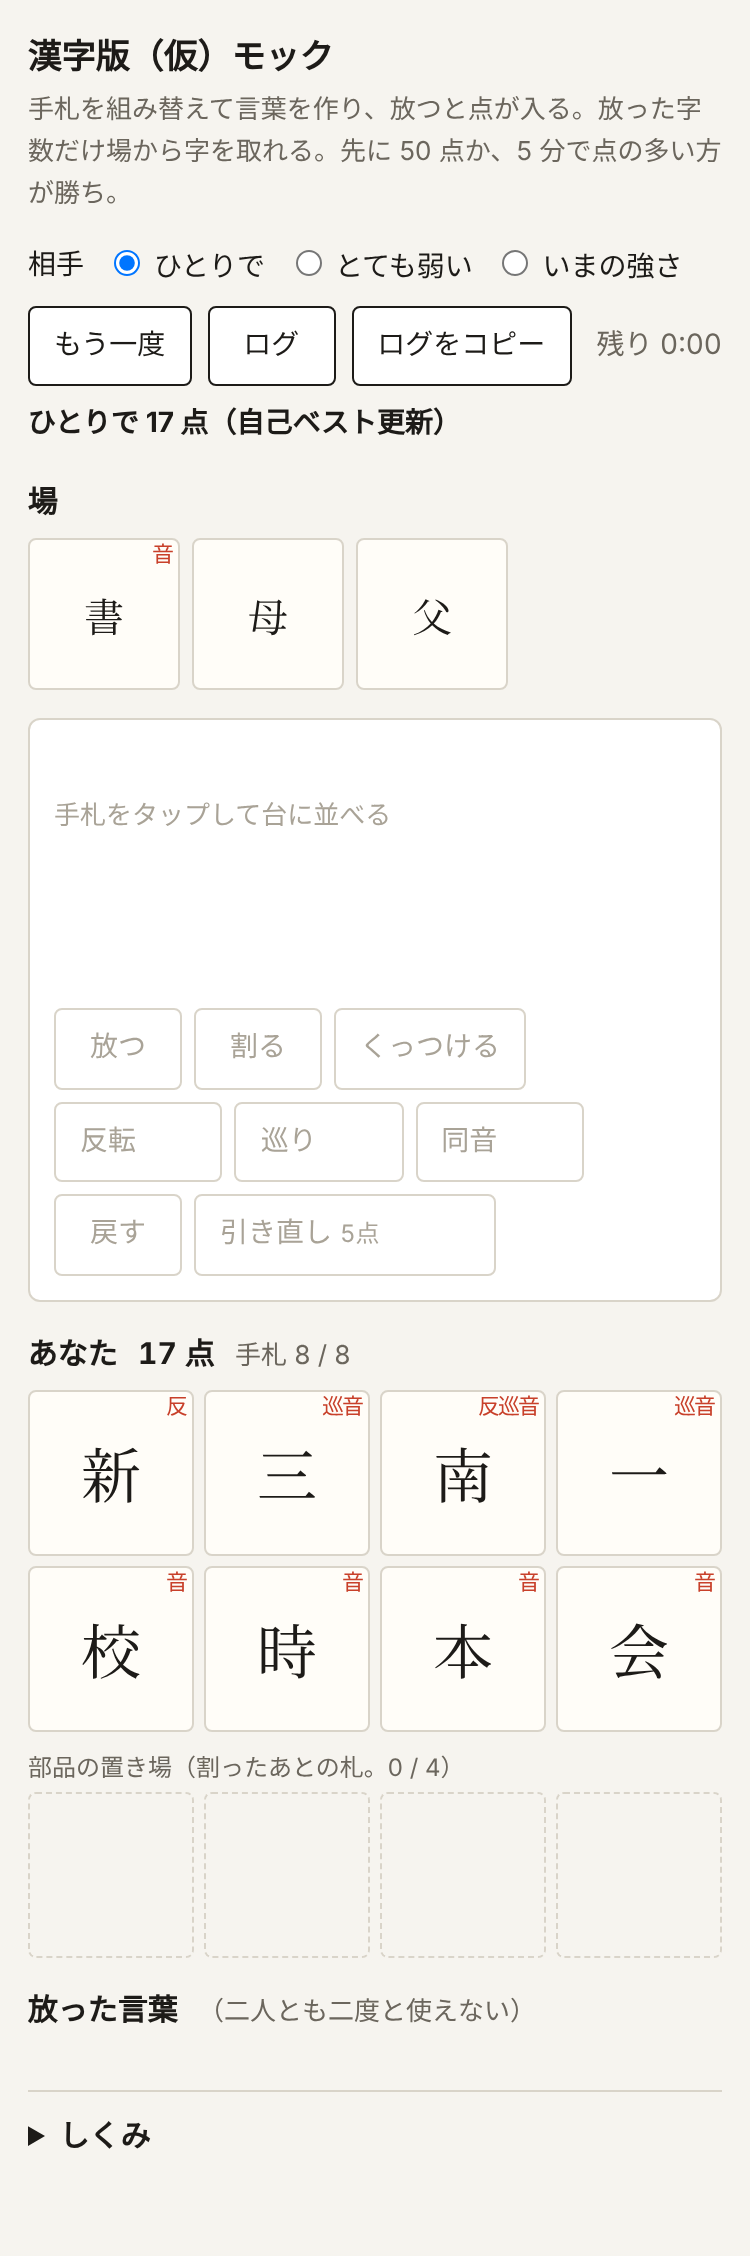 漢字版（仮）モック
手札を組み替えて言葉を作り、放つと点が入る。放った字
数だけ場から字を取れる。先に 50 点か、5 分で点の多い方
が勝ち。
相手 ひとりで とても弱い いまの強さ
もう一度 ログ ログをコピー 残り 0:00
ひとりで 17 点（自己ベスト更新）
場
音
書 母 父
手札をタップして台に並べる
放つ 割る くっつける
反転 巡り 同音
戻す 引き直し 5点
あなた 17 点 手札 8 / 8
反 巡音 反巡音 巡音
新 三 南 一
音 音 音 音
校 時 本 会
部品の置き場（割ったあとの札。0 / 4）
放った言葉 （二人とも二度と使えない）
しくみ